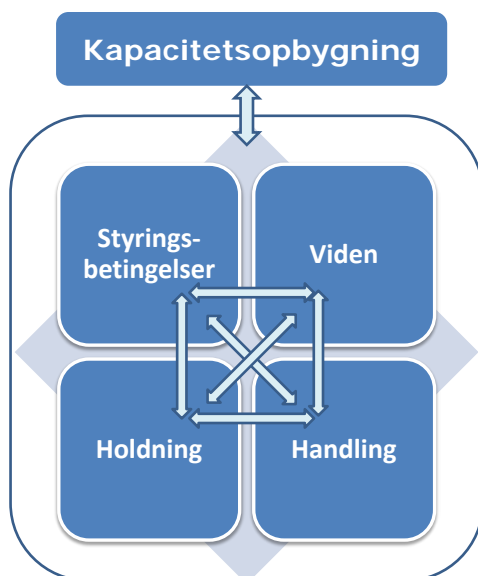 Kapacitetsopbygning
Styrings-
betingelser
Viden
Holdning
Handling